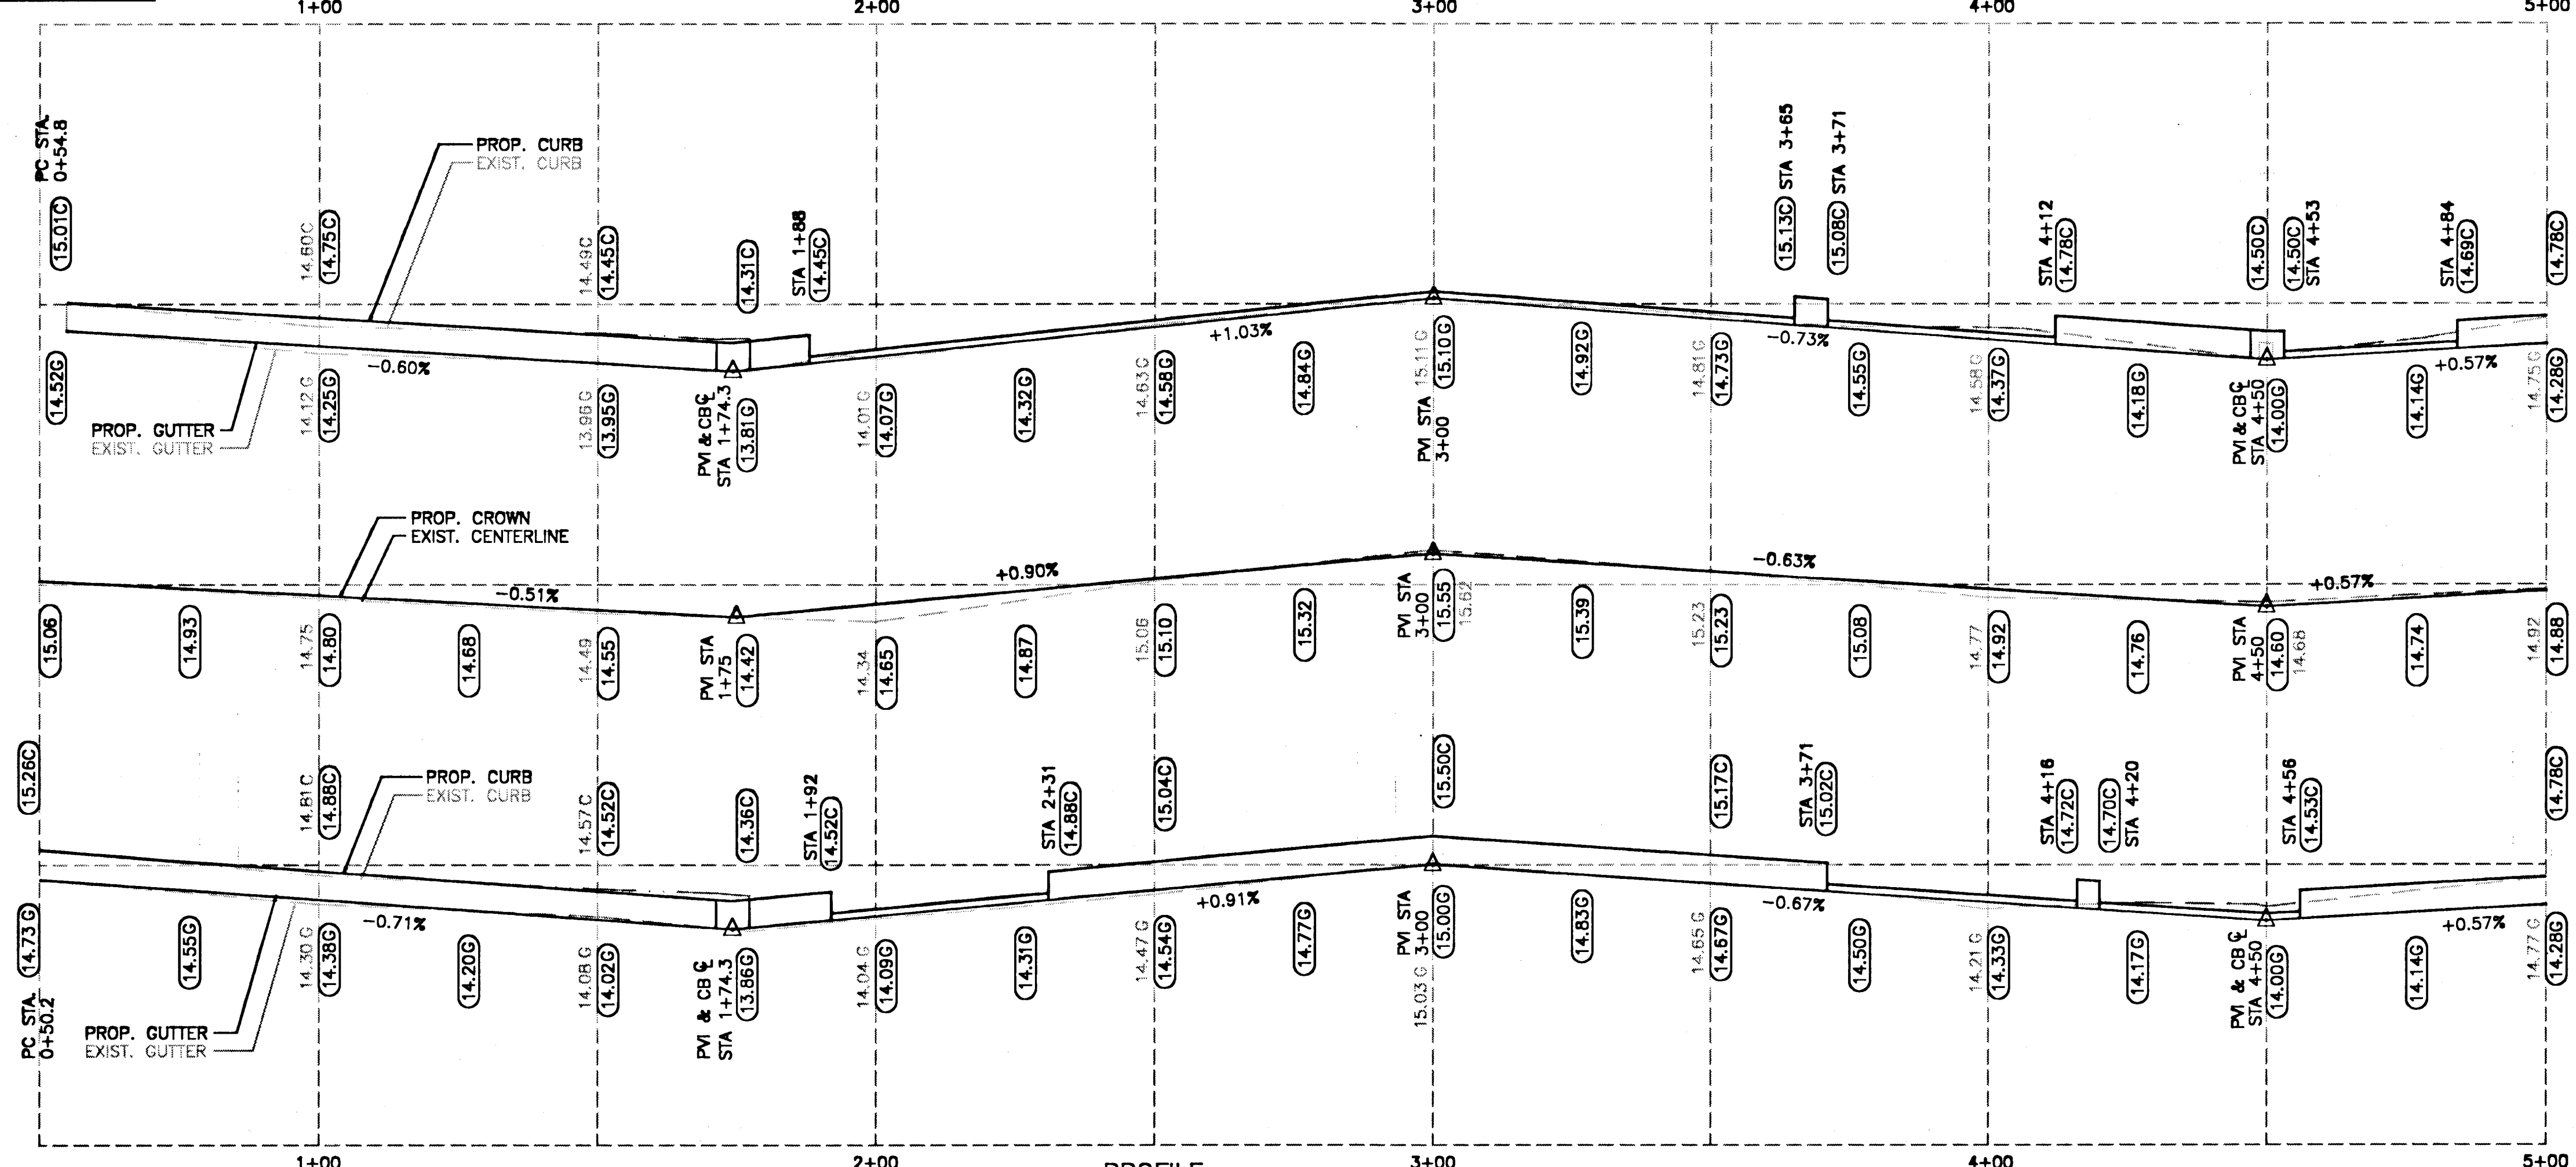 1+00 2+00 3+00 4+00 5+00
PC STA.
0+54.8
15.01C
14.60C
14.75C
PROP. CURB
EXIST. CURB
14.49C
14.45C
14.31C
STA 1+88
14.45C
15.13C STA 3+65
15.08C STA 3+71
STA 4+12
14.78C
14.50C
14.50C
STA 4+53
STA 4+84
14.69C
14.78C
-0.60%
+1.03%
-0.73%
+0.57%
14.52G
PROP. GUTTER
EXIST. GUTTER
14.12G
14.25G
13.96G
13.95G
PVI & CB ℄
STA 1+74.3
13.81G
14.01G
14.07G
14.32G
14.63G
14.58G
14.84G
PVI STA 15.11G
3+00 15.10G
14.92G
14.81G
14.73G
14.55G
14.58G
14.37G
14.18G
PVI & CB ℄
STA 4+50
14.00G
14.14G
14.75G
14.28G
PROP. CROWN
EXIST. CENTERLINE
-0.51%
+0.90%
-0.63%
+0.57%
15.06
14.93
14.75
14.80
14.68
14.49
14.55
PVI STA
1+75
14.42
14.34
14.65
14.87
15.06
15.10
15.32
PVI STA
3+00
15.55
15.62
15.39
15.23
15.23
15.08
14.77
14.92
14.76
PVI STA
4+50
14.60
14.68
14.74
14.92
14.88
15.26C
14.81C
14.88C
PROP. CURB
EXIST. CURB
14.57C
14.52C
14.36C
STA 1+92
14.52C
STA 2+31
14.88C
15.04C
15.50C
15.17C
STA 3+71
15.02C
STA 4+16
14.72C
14.70C
STA 4+20
STA 4+56
14.53C
14.78C
-0.71%
+0.91%
-0.67%
+0.57%
14.73G
PC STA.
0+50.2
14.55G
PROP. GUTTER
EXIST. GUTTER
14.30G
14.38G
14.20G
14.08G
14.02G
PVI & CB ℄
STA 1+74.3
13.86G
14.04G
14.09G
14.31G
14.47G
14.54G
14.77G
15.03G
PVI STA
3+00
15.00G
14.83G
14.65G
14.67G
14.50G
14.21G
14.33G
14.17G
PVI & CB ℄
STA 4+50
14.00G
14.14G
14.77G
14.28G
1+00 2+00 PROFILE 3+00 4+00 5+00